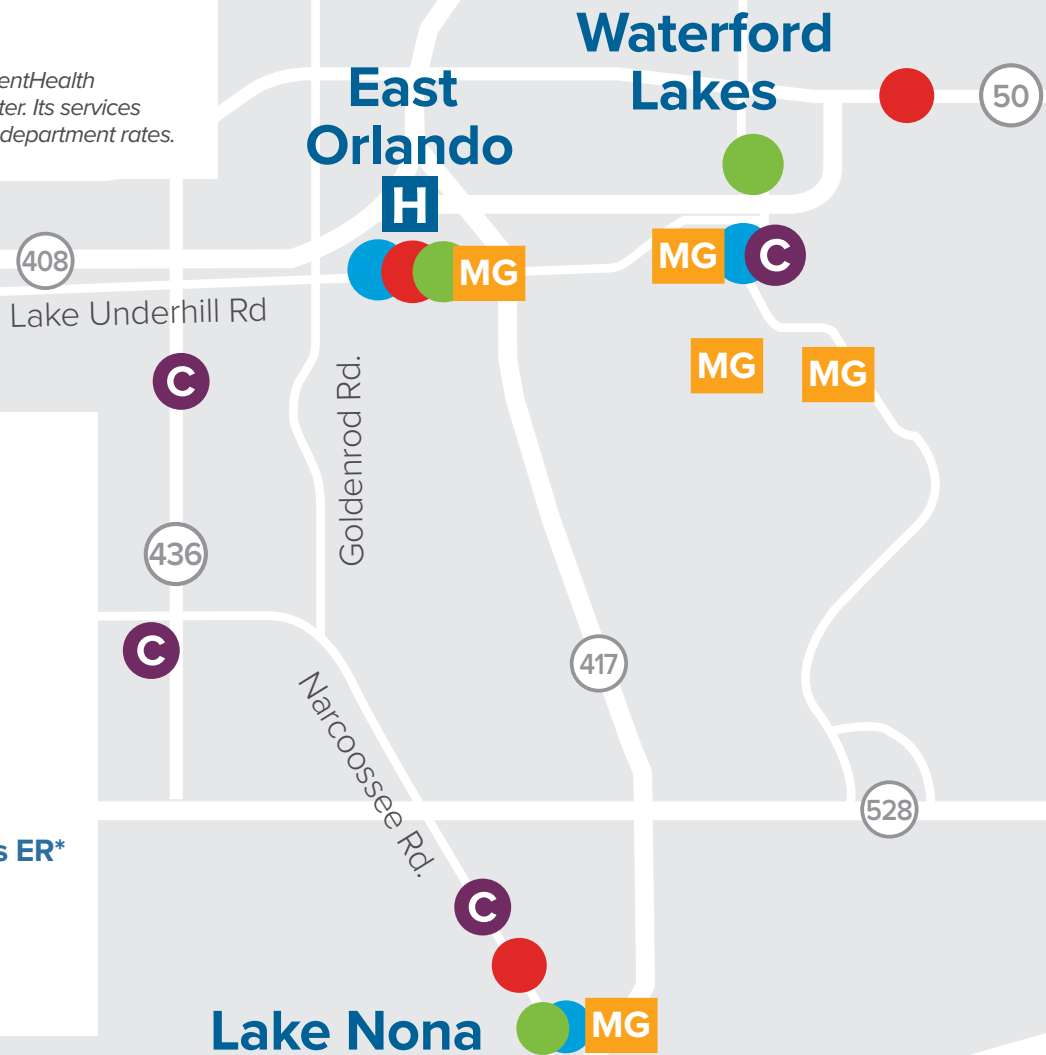 entHealth
ter. Its services
department rates.
Waterford
Lakes
East
Orlando
50
H
408
MG
MG
C
Lake Underhill Rd
C
MG
MG
Goldenrod Rd.
436
C
417
Narcoossee Rd.
528
s ER*
C
Lake Nona
MG